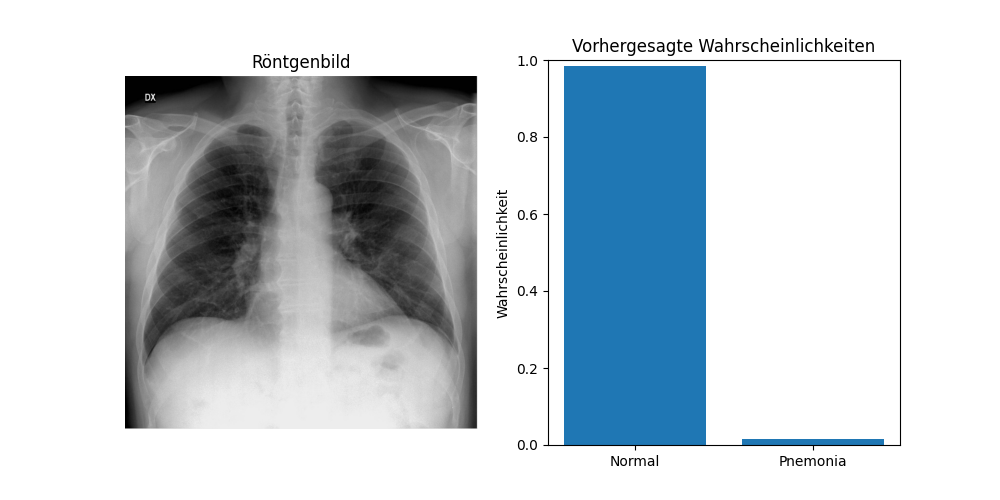 Röntgenbild
DX
Vorhergesagte Wahrscheinlichkeiten
Wahrscheinlichkeit
1.0
0.8
0.6
0.4
0.2
0.0
Normal
Pnemonia